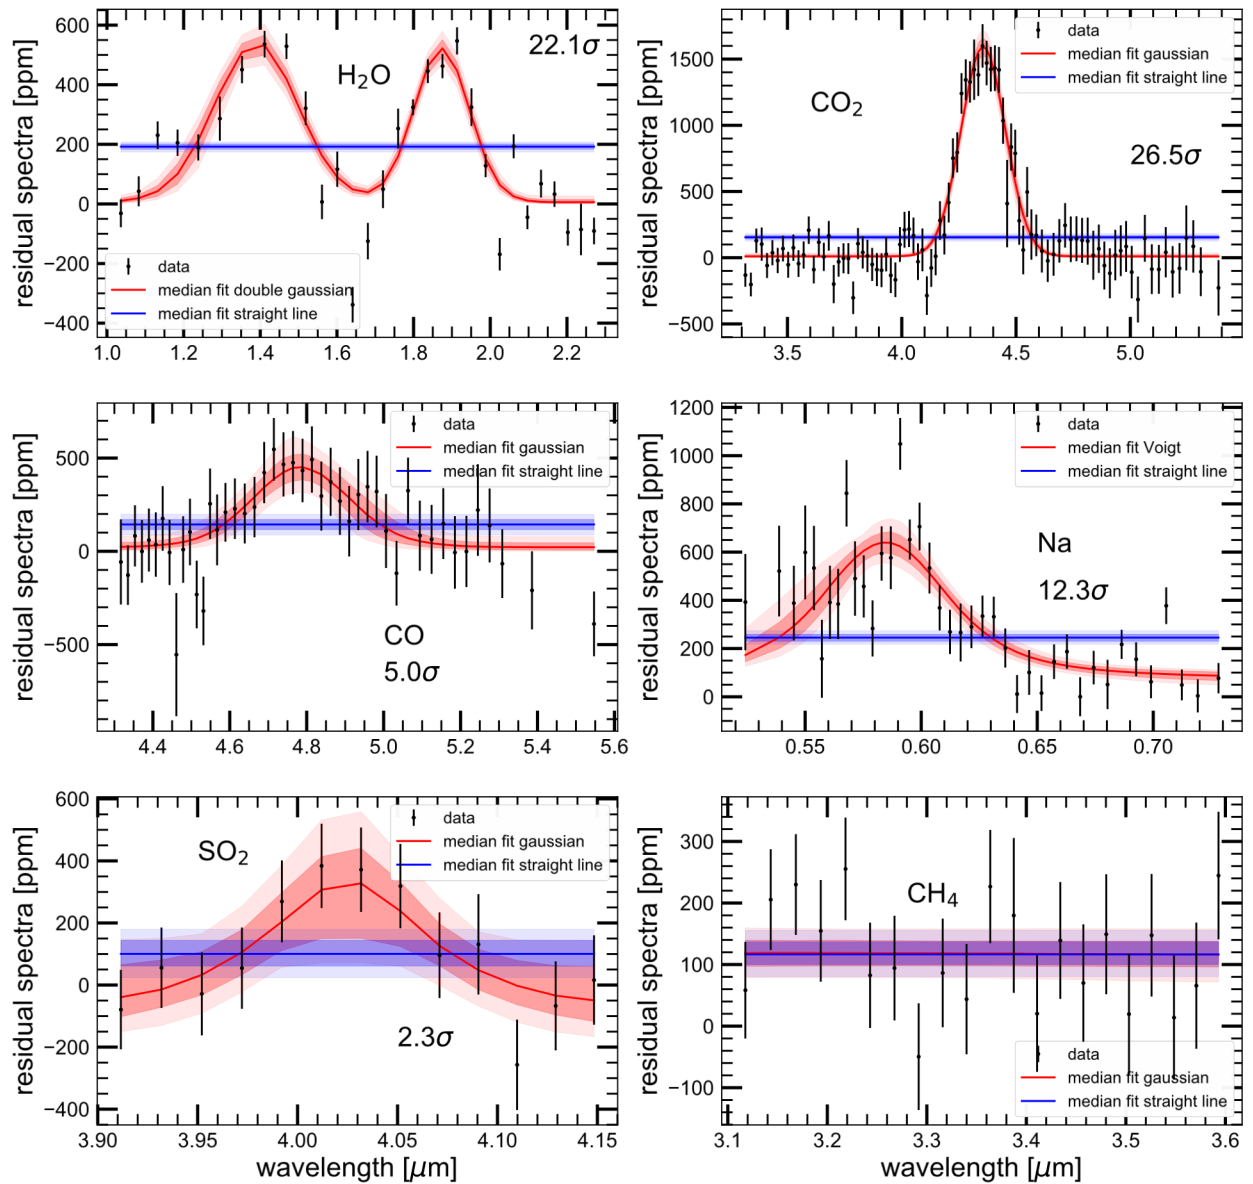 residual spectra [ppm]
600
400
200
0
−200
−400
22.1σ
H₂O
data
median fit double gaussian
median fit straight line
1.0 1.2 1.4 1.6 1.8 2.0 2.2
residual spectra [ppm]
1500
1000
500
0
−500
CO₂
26.5σ
data
median fit gaussian
median fit straight line
3.5 4.0 4.5 5.0
residual spectra [ppm]
500
0
−500
data
median fit gaussian
median fit straight line
CO
5.0σ
4.4 4.6 4.8 5.0 5.2 5.4 5.6
residual spectra [ppm]
1200
1000
800
600
400
200
0
data
median fit Voigt
median fit straight line
Na
12.3σ
0.55 0.60 0.65 0.70
residual spectra [ppm]
600
400
200
0
−200
−400
SO₂
data
median fit gaussian
median fit straight line
2.3σ
3.90 3.95 4.00 4.05 4.10 4.15
wavelength [μm]
residual spectra [ppm]
300
200
100
0
−100
CH₄
data
median fit gaussian
median fit straight line
3.1 3.2 3.3 3.4 3.5 3.6
wavelength [μm]